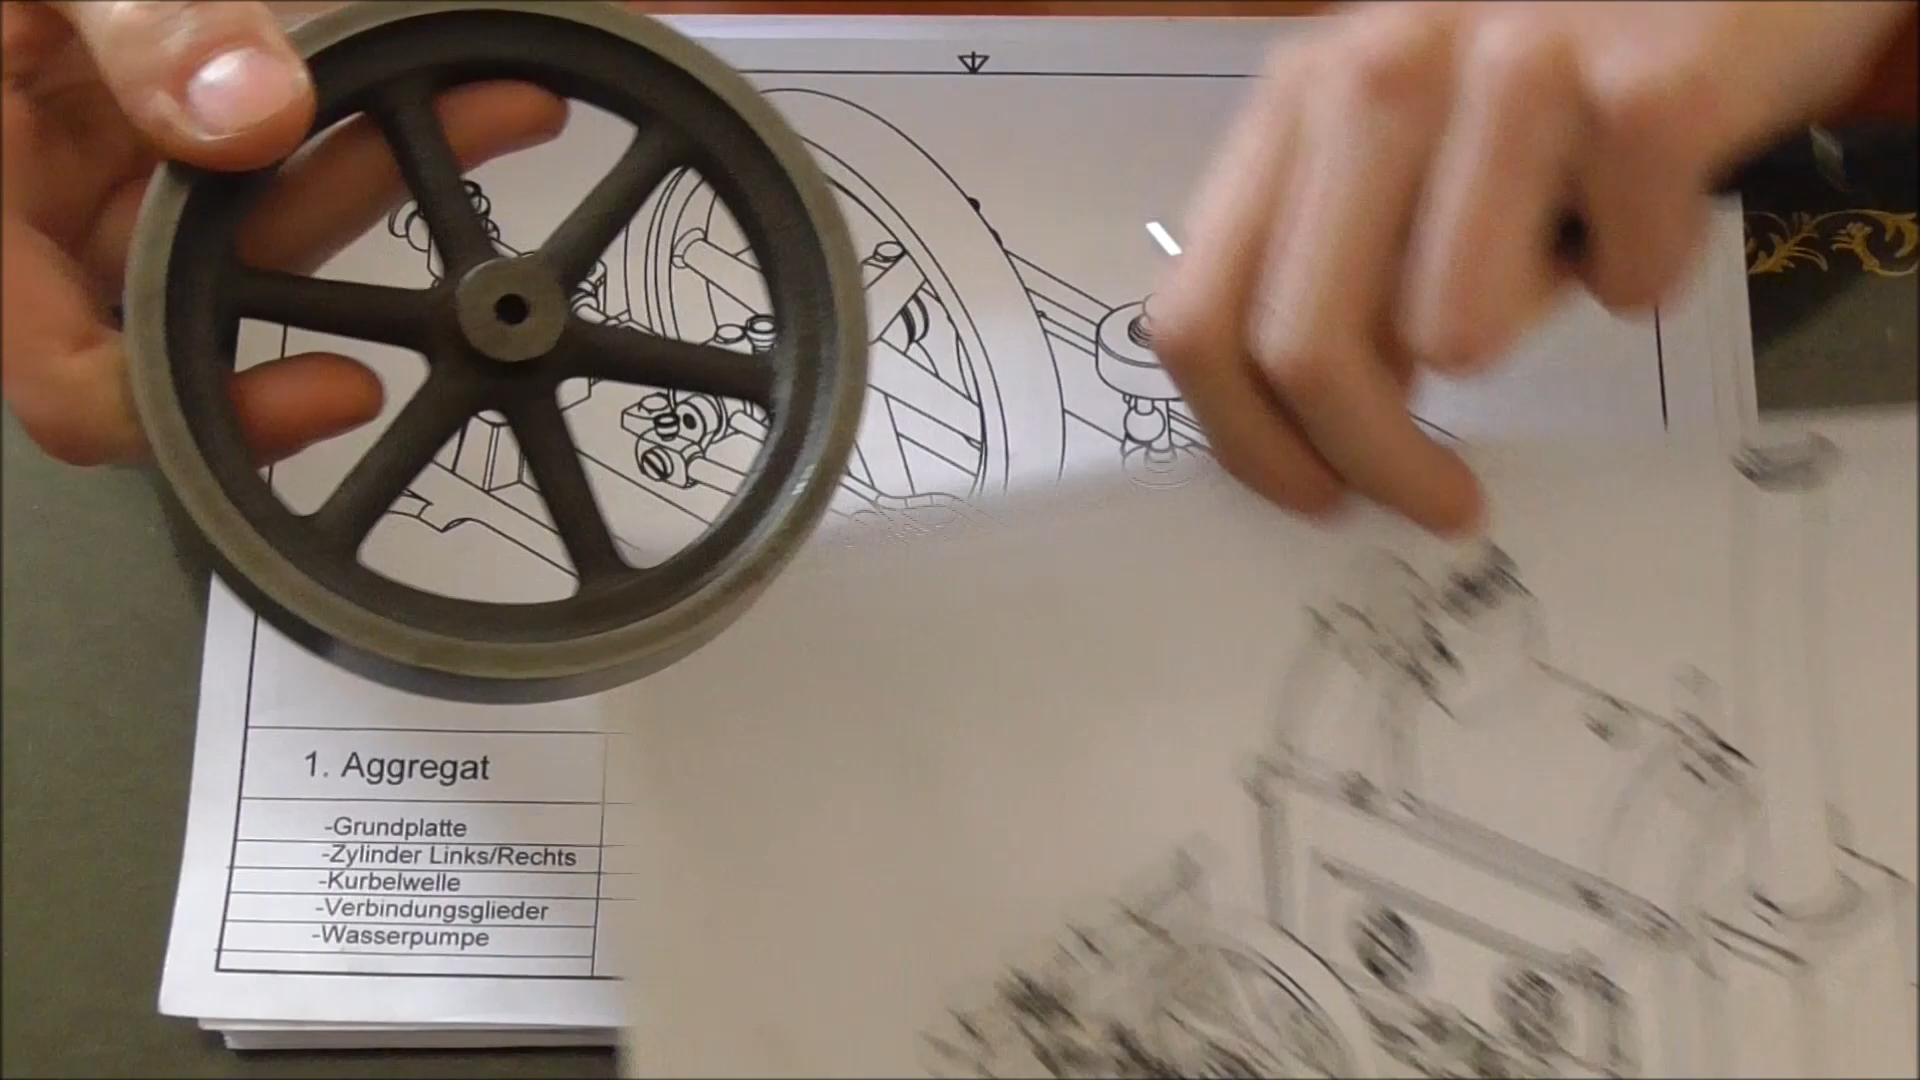 1. Aggregat
-Grundplatte
-Zylinder Links/Rechts
-Kurbelwelle
-Verbindungsglieder
-Wasserpumpe